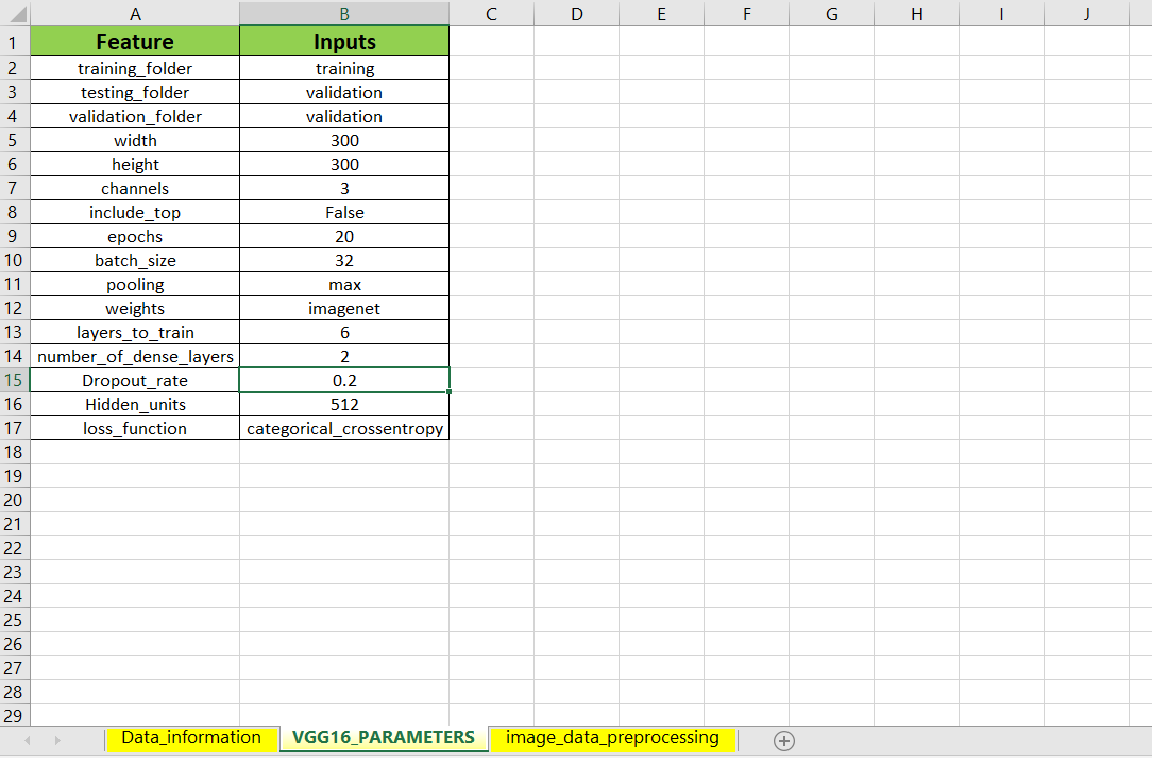 A B C D E F G H I J
1 Feature Inputs
2 training_folder training
3 testing_folder validation
4 validation_folder validation
5 width 300
6 height 300
7 channels 3
8 include_top False
9 epochs 20
10 batch_size 32
11 pooling max
12 weights imagenet
13 layers_to_train 6
14 number_of_dense_layers 2
15 Dropout_rate 0.2
16 Hidden_units 512
17 loss_function categorical_crossentropy
18
19
20
21
22
23
24
25
26
27
28
29
Data_information VGG16_PARAMETERS image_data_preprocessing